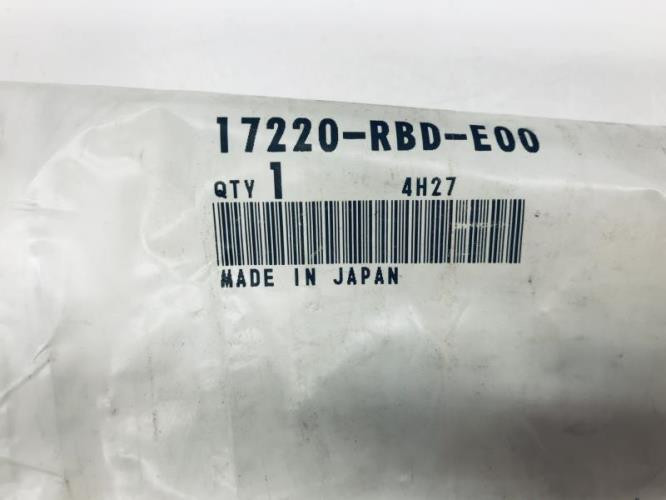 17220-RBD-E00
QTY 1 4H27
MADE IN JAPAN